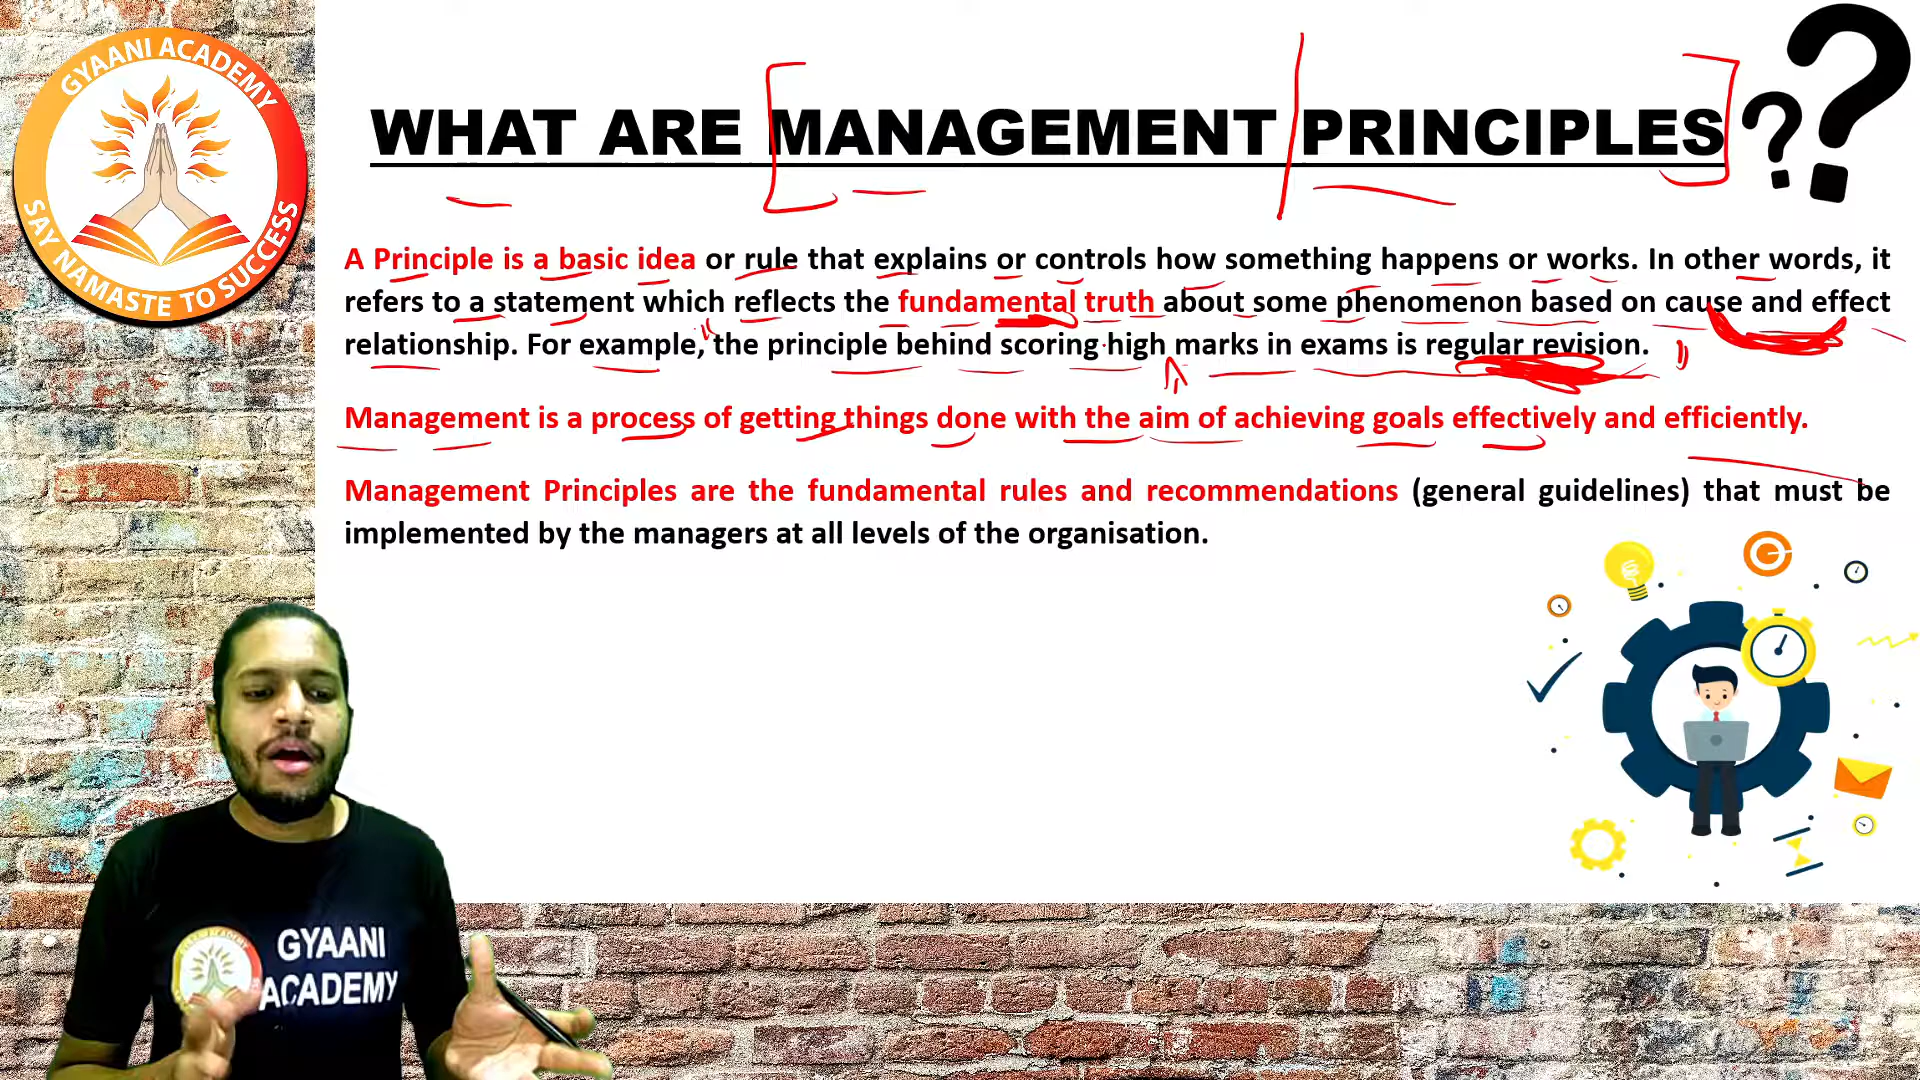 GYAANI ACADEMY
SAY NAMASTE TO SUCCESS
WHAT ARE MANAGEMENT PRINCIPLES??
A Principle is a basic idea or rule that explains or controls how something happens or works. In other words, it
refers to a statement which reflects the fundamental truth about some phenomenon based on cause and effect
relationship. For example, the principle behind scoring high marks in exams is regular revision.
Management is a process of getting things done with the aim of achieving goals effectively and efficiently.
Management Principles are the fundamental rules and recommendations (general guidelines) that must be
implemented by the managers at all levels of the organisation.
GYAANI
ACADEMY